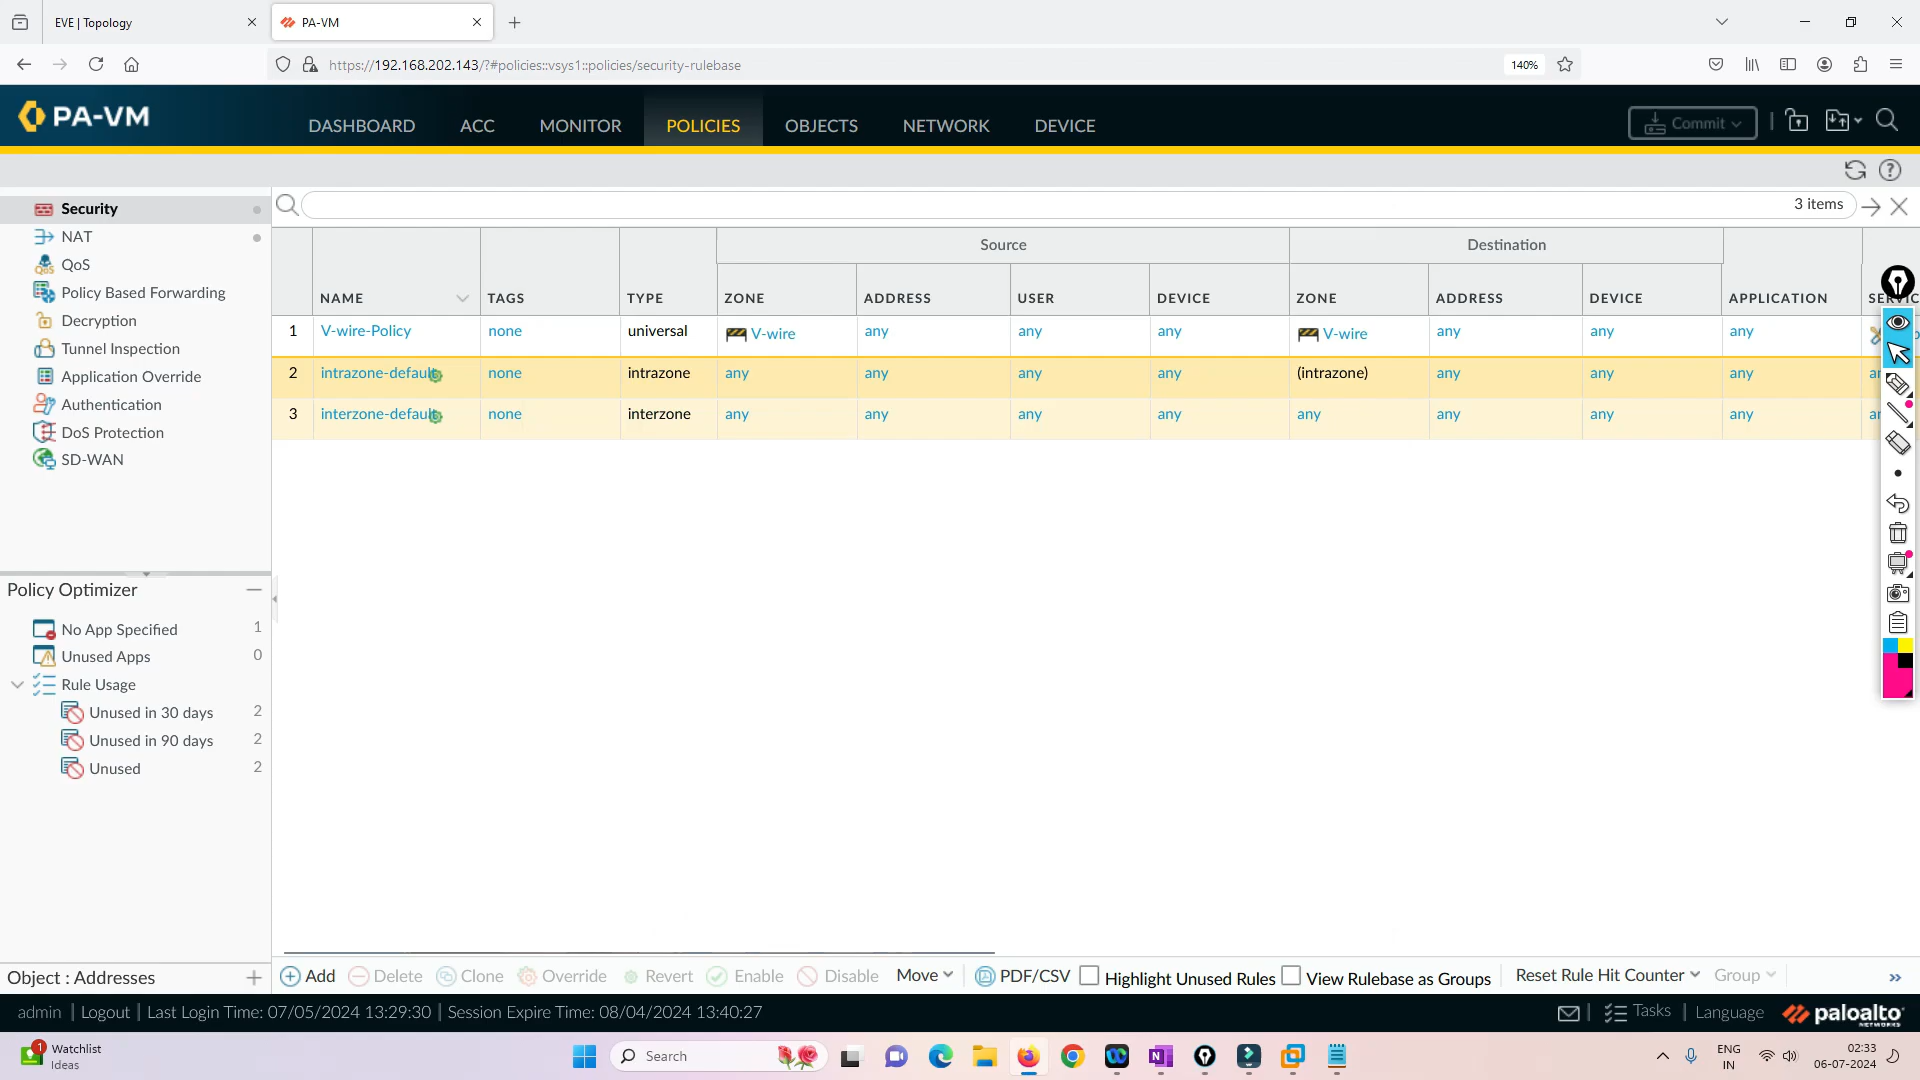 EVE | Topology
PA-VM
https://192.168.202.143/?#policies::vsys1::policies/security-rulebase
140%
PA-VM
DASHBOARD
ACC
MONITOR
POLICIES
OBJECTS
NETWORK
DEVICE
Commit
Security
NAT
QoS
Policy Based Forwarding
Decryption
Tunnel Inspection
Application Override
Authentication
DoS Protection
SD-WAN
3 items
Source
Destination
NAME TAGS TYPE ZONE ADDRESS USER DEVICE ZONE ADDRESS DEVICE APPLICATION
1 V-wire-Policy none universal V-wire any any any V-wire any any any
2 intrazone-default none intrazone any any any any (intrazone) any any any
3 interzone-default none interzone any any any any any any any any
Policy Optimizer
No App Specified 1
Unused Apps 0
Rule Usage
Unused in 30 days 2
Unused in 90 days 2
Unused 2
Object : Addresses
Add Delete Clone Override Revert Enable Disable Move PDF/CSV Highlight Unused Rules View Rulebase as Groups Reset Rule Hit Counter Group
admin | Logout | Last Login Time: 07/05/2024 13:29:30 | Session Expire Time: 08/04/2024 13:40:27
Tasks | Language
paloalto
NETWORKS
1
Watchlist
Ideas
Search
ENG
IN
02:33
06-07-2024